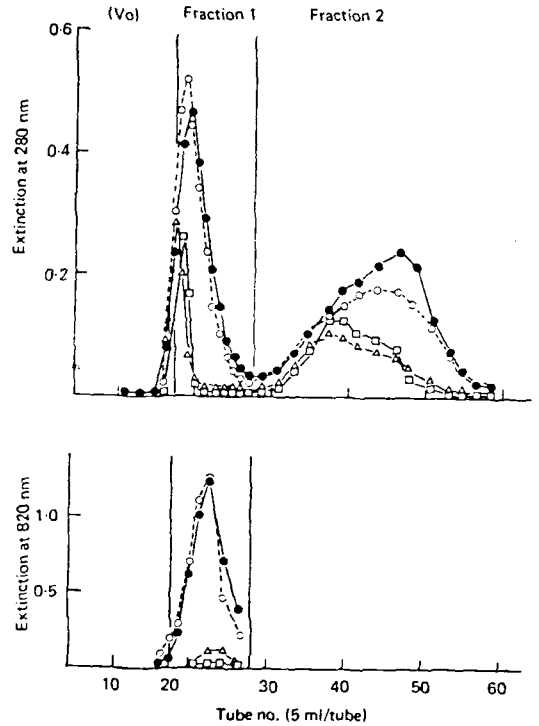 (Vo) Fraction 1 Fraction 2
0·6
0·4
0·2
Extinction at 280 nm
1·0
0·5
Extinction at 820 nm
10 20 30 40 50 60
Tube no. (5 ml/tube)